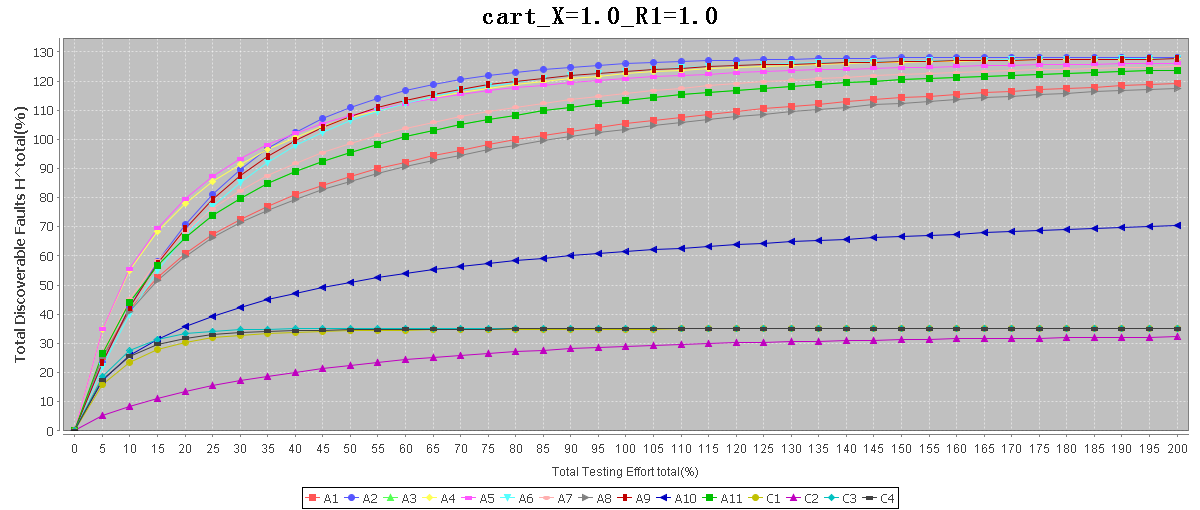 cart_X=1.0_R1=1.0
Total Discoverable Faults H^total(%)
130
120
110
100
90
80
70
60
50
40
30
20
10
0
0 5 10 15 20 25 30 35 40 45 50 55 60 65 70 75 80 85 90 95 100 105 110 115 120 125 130 135 140 145 150 155 160 165 170 175 180 185 190 195 200
Total Testing Effort total(%)
A1 A2 A3 A4 A5 A6 A7 A8 A9 A10 A11 C1 C2 C3 C4